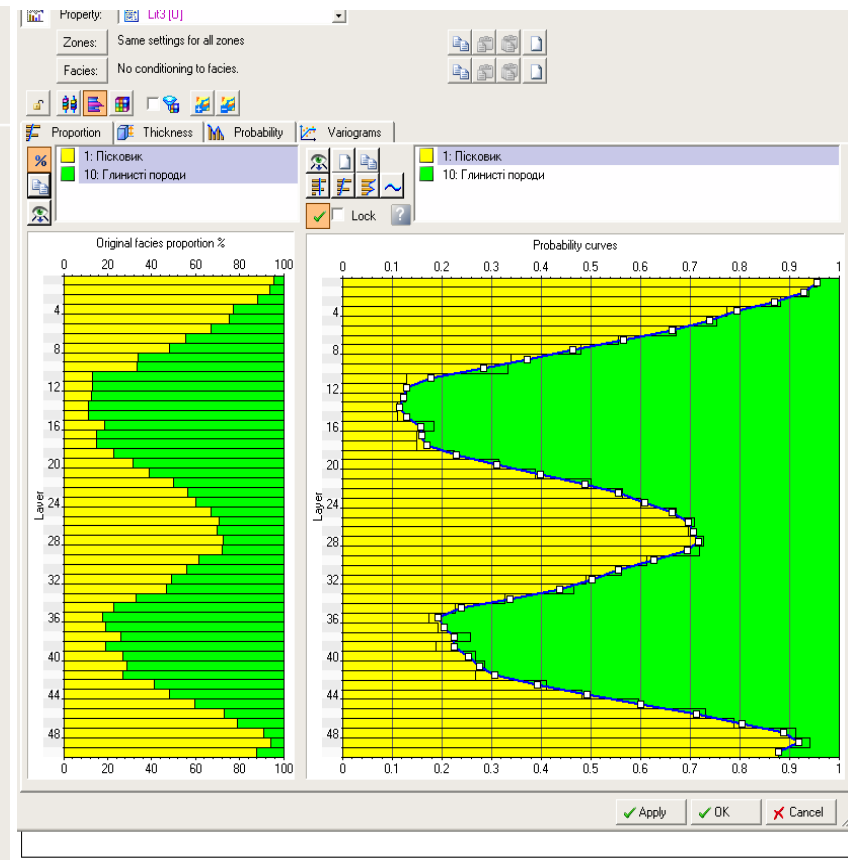 Property: Lit3 [U]
Zones: Same settings for all zones
Facies: No conditioning to facies.
Proportion Thickness Probability Variograms
% 1: Пісковик
10: Глинисті породи
1: Пісковик
10: Глинисті породи
Lock ?
Original facies proportion %
0 20 40 60 80 100
4
8
12
16
20
24
28
32
36
40
44
48
Layer
0 20 40 60 80 100
Probability curves
0 0.1 0.2 0.3 0.4 0.5 0.6 0.7 0.8 0.9 1
4
8
12
16
20
24
28
32
36
40
44
48
Layer
0 0.1 0.2 0.3 0.4 0.5 0.6 0.7 0.8 0.9 1
Apply OK Cancel